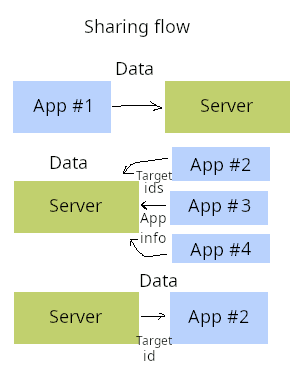 Sharing flow
Data
App #1
Server
Data
App #2
Target
ids
Server
App #3
App
info
App #4
Data
Server
App #2
Target
id